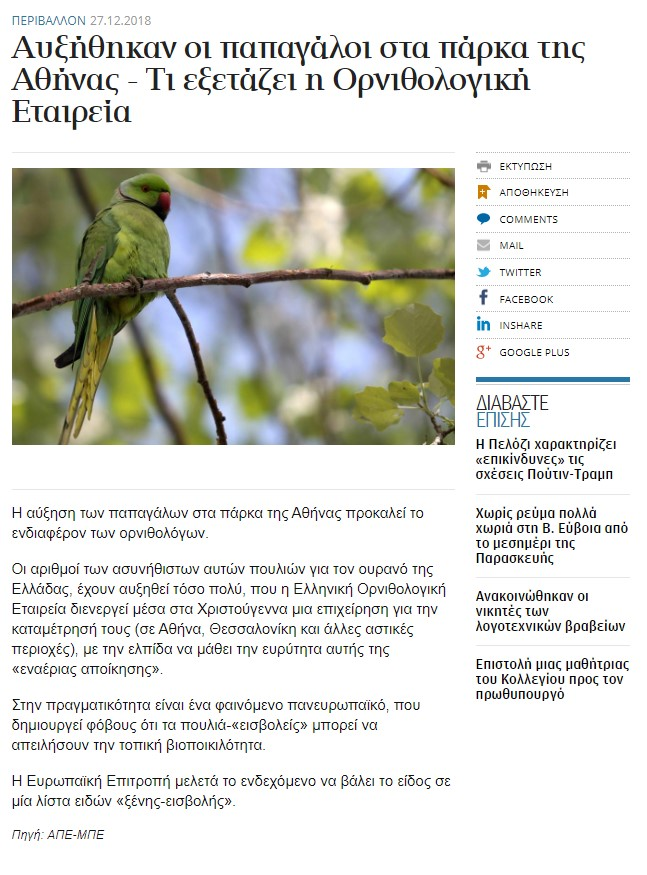 ΠΕΡΙΒΑΛΛΟΝ 27.12.2018
Αυξήθηκαν οι παπαγάλοι στα πάρκα της
Αθήνας - Τι εξετάζει η Ορνιθολογική
Εταιρεία
ΕΚΤΥΠΩΣΗ
ΑΠΟΘΗΚΕΥΣΗ
COMMENTS
MAIL
TWITTER
FACEBOOK
INSHARE
GOOGLE PLUS
ΔΙΑΒΑΣΤΕ
ΕΠΙΣΗΣ
Η Πελόζι χαρακτηρίζει
«επικίνδυνες» τις
σχέσεις Πούτιν-Τραμπ
Χωρίς ρεύμα πολλά
χωριά στη Β. Εύβοια από
το μεσημέρι της
Παρασκευής
Ανακοινώθηκαν οι
νικητές των
λογοτεχνικών βραβείων
Επιστολή μιας μαθήτριας
του Κολλεγίου προς τον
πρωθυπουργό
Η αύξηση των παπαγάλων στα πάρκα της Αθήνας προκαλεί το
ενδιαφέρον των ορνιθολόγων.
Οι αριθμοί των ασυνήθιστων αυτών πουλιών για τον ουρανό της
Ελλάδας, έχουν αυξηθεί τόσο πολύ, που η Ελληνική Ορνιθολογική
Εταιρεία διενεργεί μέσα στα Χριστούγεννα μια επιχείρηση για την
καταμέτρησή τους (σε Αθήνα, Θεσσαλονίκη και άλλες αστικές
περιοχές), με την ελπίδα να μάθει την ευρύτητα αυτής της
«εναέριας αποίκησης».
Στην πραγματικότητα είναι ένα φαινόμενο πανευρωπαϊκό, που
δημιουργεί φόβους ότι τα πουλιά-«εισβολείς» μπορεί να
απειλήσουν την τοπική βιοποικιλότητα.
Η Ευρωπαϊκή Επιτροπή μελετά το ενδεχόμενο να βάλει το είδος σε
μία λίστα ειδών «ξένης-εισβολής».
Πηγή: ΑΠΕ-ΜΠΕ